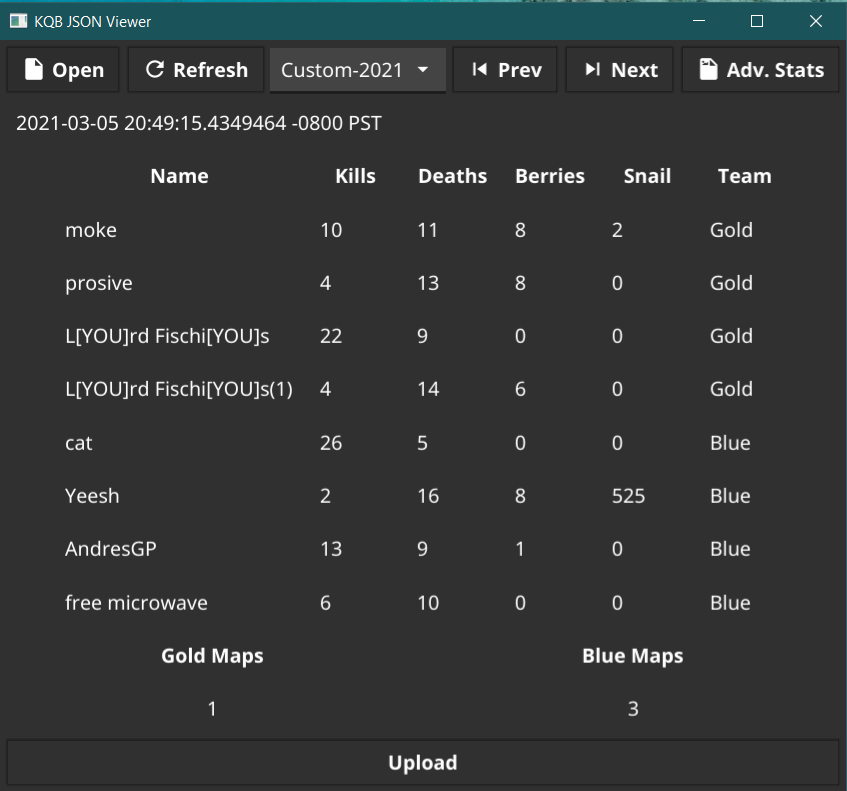 KQB JSON Viewer
Open Refresh Custom-2021 Prev Next Adv. Stats
2021-03-05 20:49:15.4349464 -0800 PST
Name Kills Deaths Berries Snail Team
moke 10 11 8 2 Gold
prosive 4 13 8 0 Gold
L[YOU]rd Fischi[YOU]s 22 9 0 0 Gold
L[YOU]rd Fischi[YOU]s(1) 4 14 6 0 Gold
cat 26 5 0 0 Blue
Yeesh 2 16 8 525 Blue
AndresGP 13 9 1 0 Blue
free microwave 6 10 0 0 Blue
Gold Maps Blue Maps
1 3
Upload